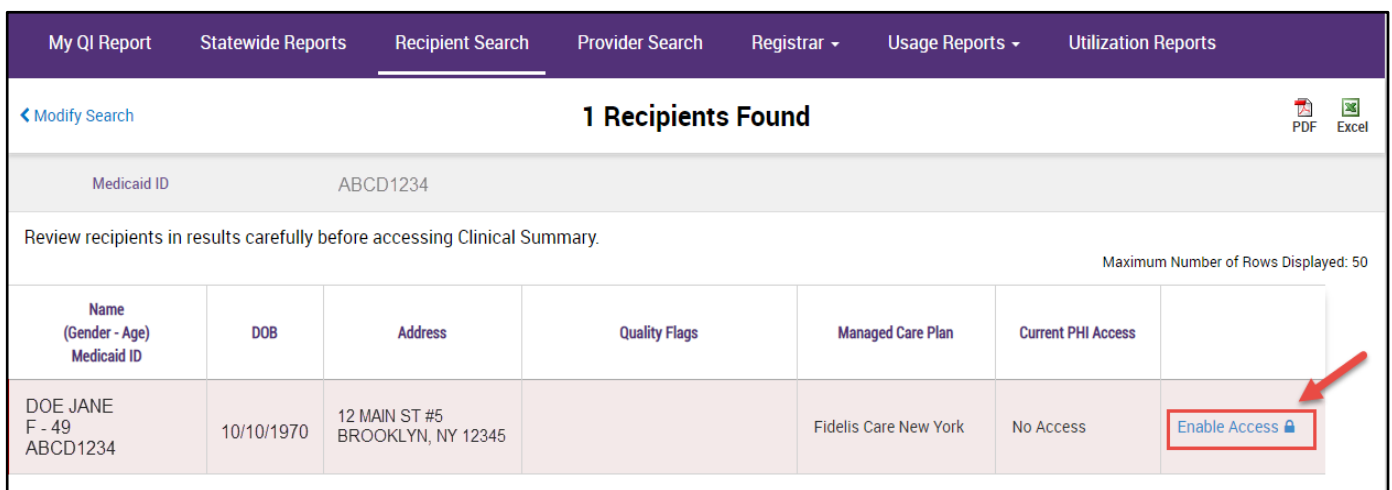 My QI Report Statewide Reports Recipient Search Provider Search Registrar Usage Reports Utilization Reports
Modify Search 1 Recipients Found PDF Excel
Medicaid ID ABCD1234
Review recipients in results carefully before accessing Clinical Summary.
Maximum Number of Rows Displayed: 50
Name
(Gender - Age)
Medicaid ID
DOB
Address
Quality Flags
Managed Care Plan
Current PHI Access
DOE JANE
F - 49
ABCD1234
10/10/1970
12 MAIN ST #5
BROOKLYN, NY 12345
Fidelis Care New York
No Access
Enable Access